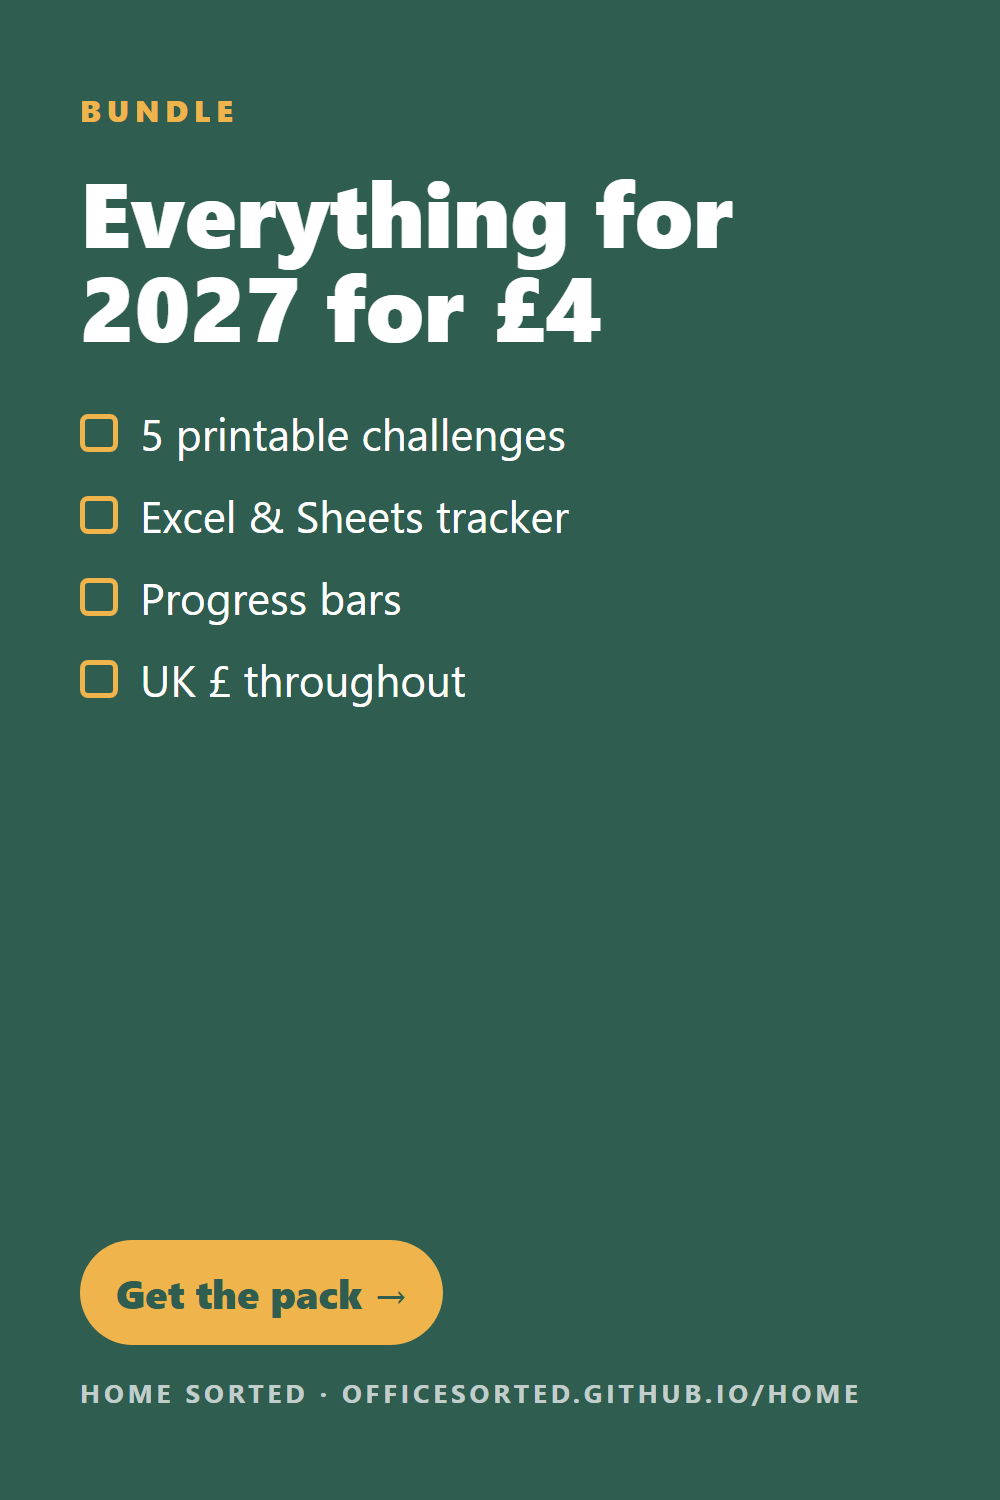 BUNDLE
Everything for
2027 for £4
5 printable challenges
Excel & Sheets tracker
Progress bars
UK £ throughout
Get the pack →
HOME SORTED · OFFICESORTED.GITHUB.IO/HOME